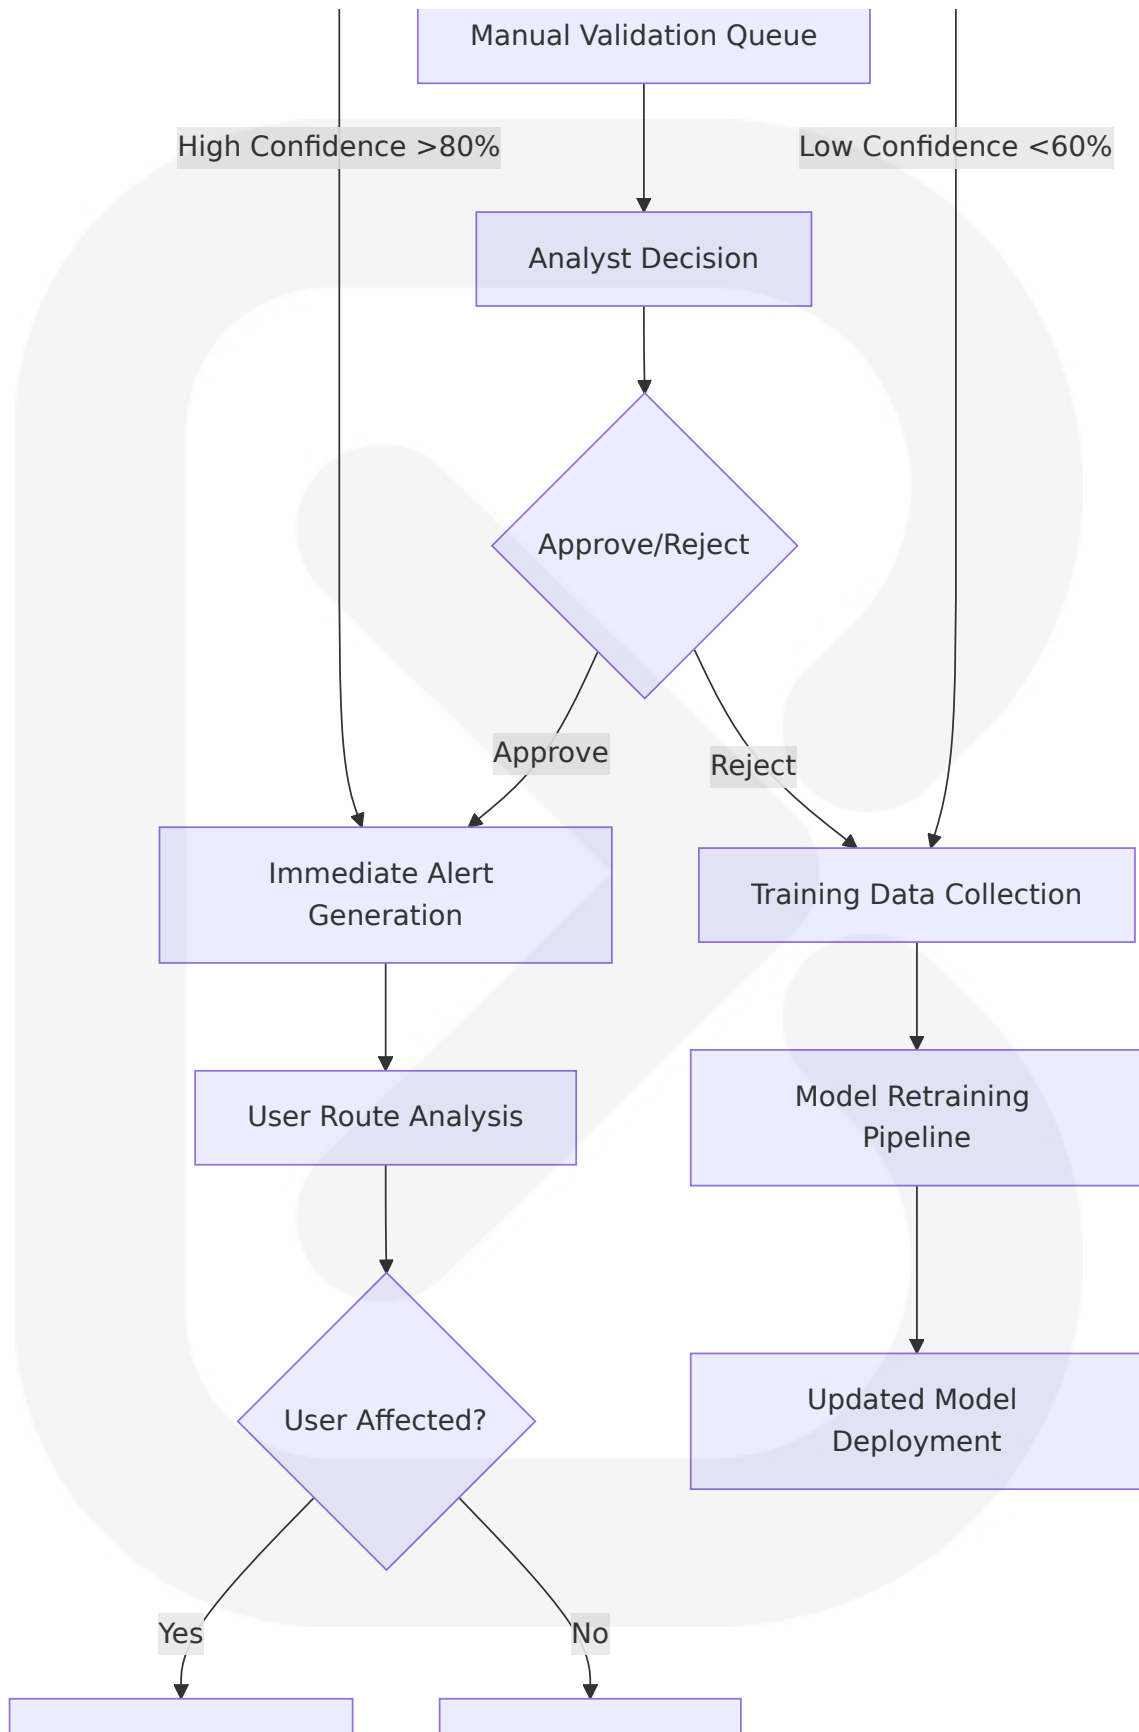 Manual Validation Queue
High Confidence >80%
Low Confidence <60%
Analyst Decision
Approve/Reject
Approve
Reject
Immediate Alert
Generation
Training Data Collection
User Route Analysis
Model Retraining
Pipeline
User Affected?
Updated Model
Deployment
Yes
No